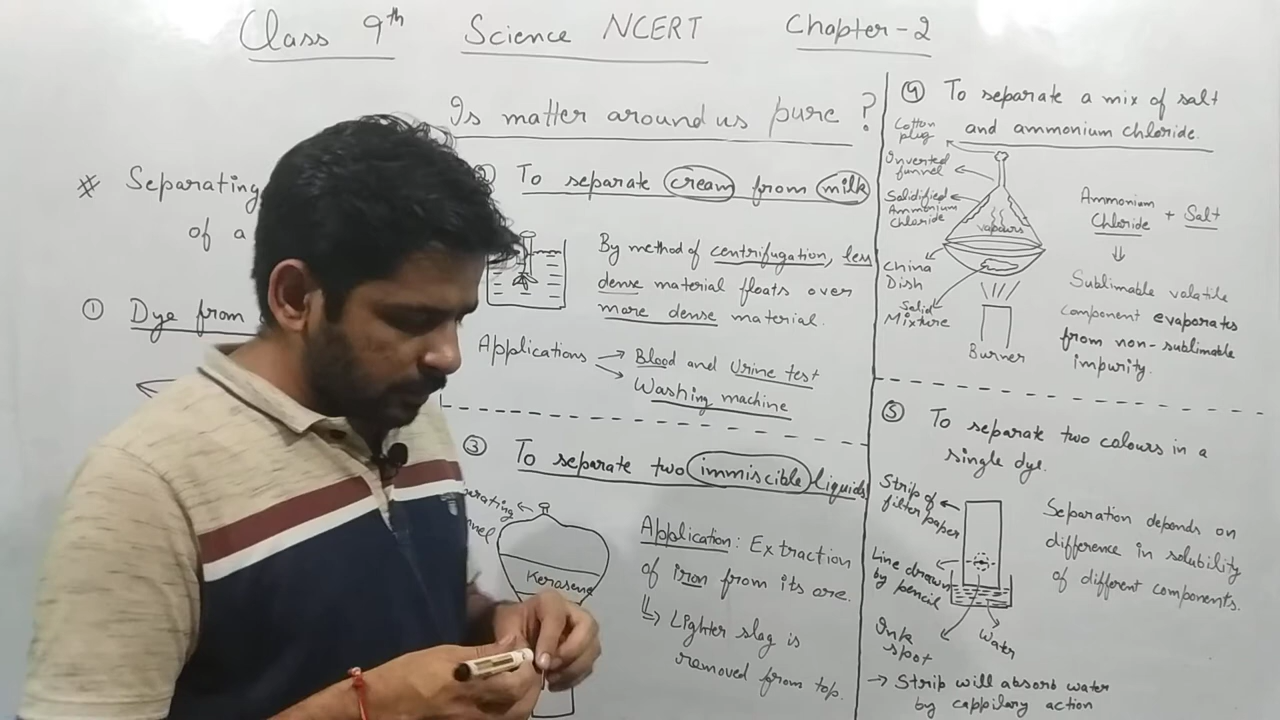 Class 9th Science NCERT Chapter-2
Is matter around us pure ?
* Separating
of a
① Dye from
To separate cream from milk
By method of centrifugation, less
dense material floats over
more dense material.
Applications → Blood and Urine test
→ Washing machine
③ To separate two immiscible liquids
Kerasene
Application: Extraction
of iron from its ore.
↳ Lighter slag is
removed from top.
④ To separate a mix of salt
and ammonium chloride.
Cotton
plug
Inverted
funnel
Solidified
Ammonium
Chloride
vapours
China
Dish
Solid
Mixture
Burner
Ammonium
Chloride + Salt
⇓
Sublimable volatile
component evaporates
from non-sublimable
impurity.
⑤ To separate two colours in a
single dye.
Strip of
filter paper
Line drawn
by pencil
Ink
spot
Water
Separation depends on
difference in solubility
of different components.
→ Strip will absorb water
by cappilary action